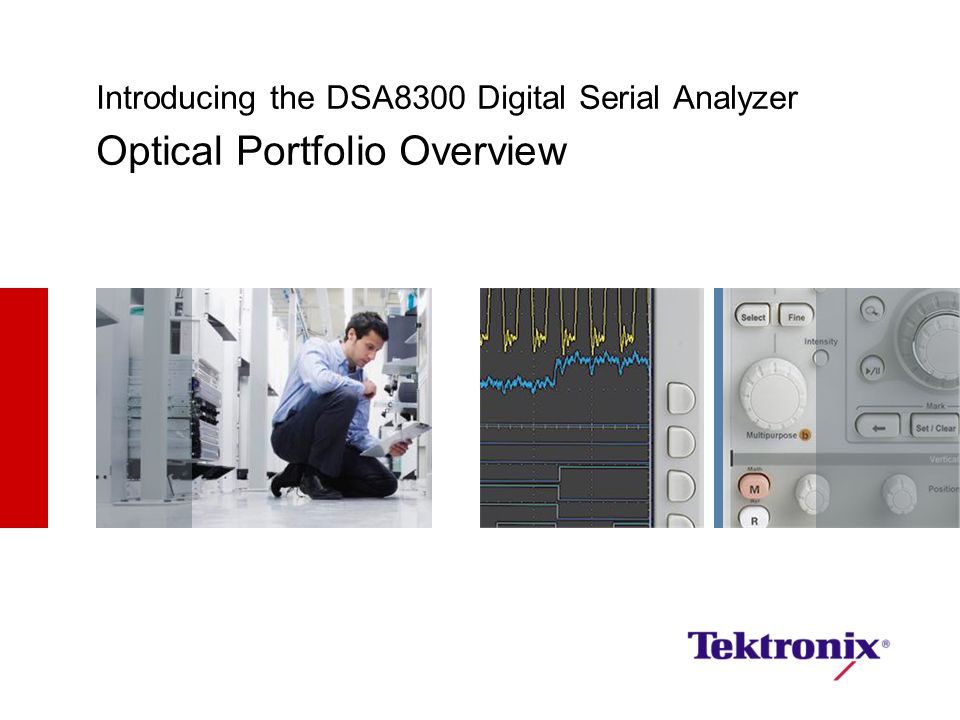 Introducing the DSA8300 Digital Serial Analyzer
Optical Portfolio Overview
Select
Fine
Intensity
Multipurpose b
Mark
Set / Clear
Vertical
Math
M
Position
Ref
R
Tektronix®